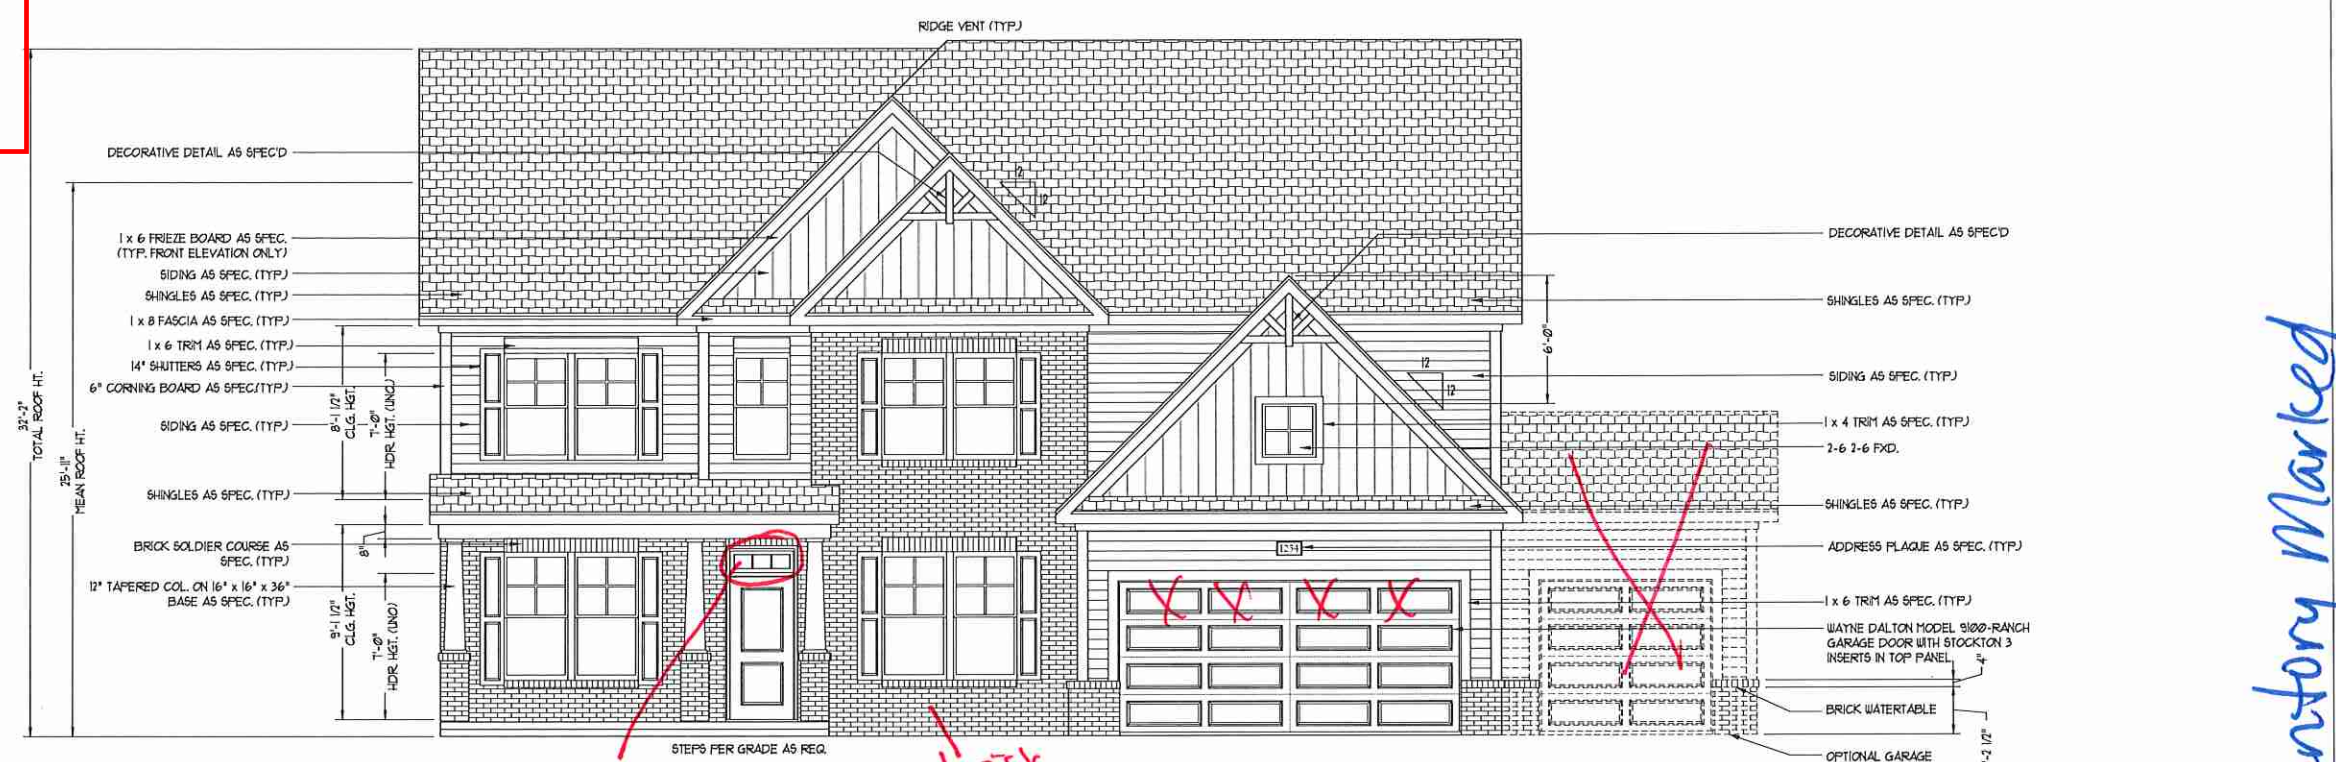 RIDGE VENT (TYP.)
DECORATIVE DETAIL AS SPEC'D
1 x 6 FRIEZE BOARD AS SPEC.
(TYP. FRONT ELEVATION ONLY)
SIDING AS SPEC. (TYP.)
SHINGLES AS SPEC. (TYP.)
1 x 8 FASCIA AS SPEC. (TYP.)
1 x 6 TRIM AS SPEC. (TYP.)
14" SHUTTERS AS SPEC. (TYP.)
6" CORNING BOARD AS SPEC.(TYP.)
SIDING AS SPEC. (TYP.)
SHINGLES AS SPEC. (TYP.)
BRICK SOLDIER COURSE AS
SPEC. (TYP.)
12" TAPERED COL. ON 16" x 16" x 36"
BASE AS SPEC. (TYP.)
32'-2"
TOTAL ROOF HT.
25'-11"
MEAN ROOF HT.
8'-1 1/2"
CLG. HGT.
7'-0"
HDR. HGT. (UNO.)
8"
9'-1 1/2"
CLG. HGT.
7'-0"
HDR. HGT. (UNO.)
12
12
12
12
6'-0"
1234
STEPS PER GRADE AS REQ.
DECORATIVE DETAIL AS SPEC'D
SHINGLES AS SPEC. (TYP.)
SIDING AS SPEC. (TYP.)
1 x 4 TRIM AS SPEC. (TYP.)
2-6 2-6 FXD.
SHINGLES AS SPEC. (TYP.)
ADDRESS PLAQUE AS SPEC. (TYP.)
1 x 6 TRIM AS SPEC. (TYP.)
WAYNE DALTON MODEL 9100-RANCH
GARAGE DOOR WITH STOCKTON 3
INSERTS IN TOP PANEL
4"
BRICK WATERTABLE
OPTIONAL GARAGE
-2 1/2"
ntory Marked